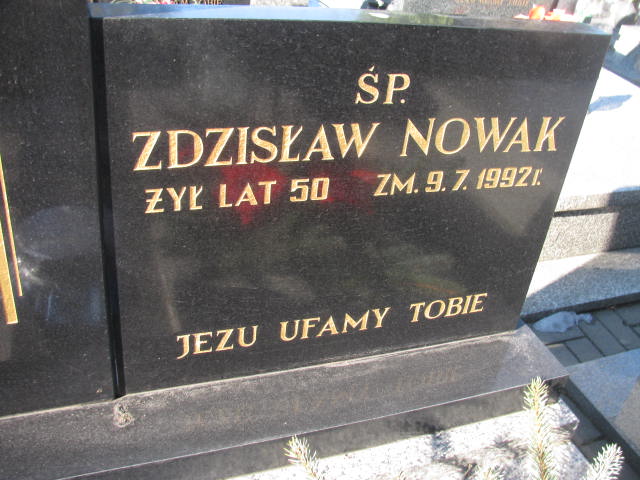 ŚP.
ZDZISŁAW NOWAK
ŻYŁ LAT 50 ZM. 9. 7. 1992 r.
JEZU UFAMY TOBIE